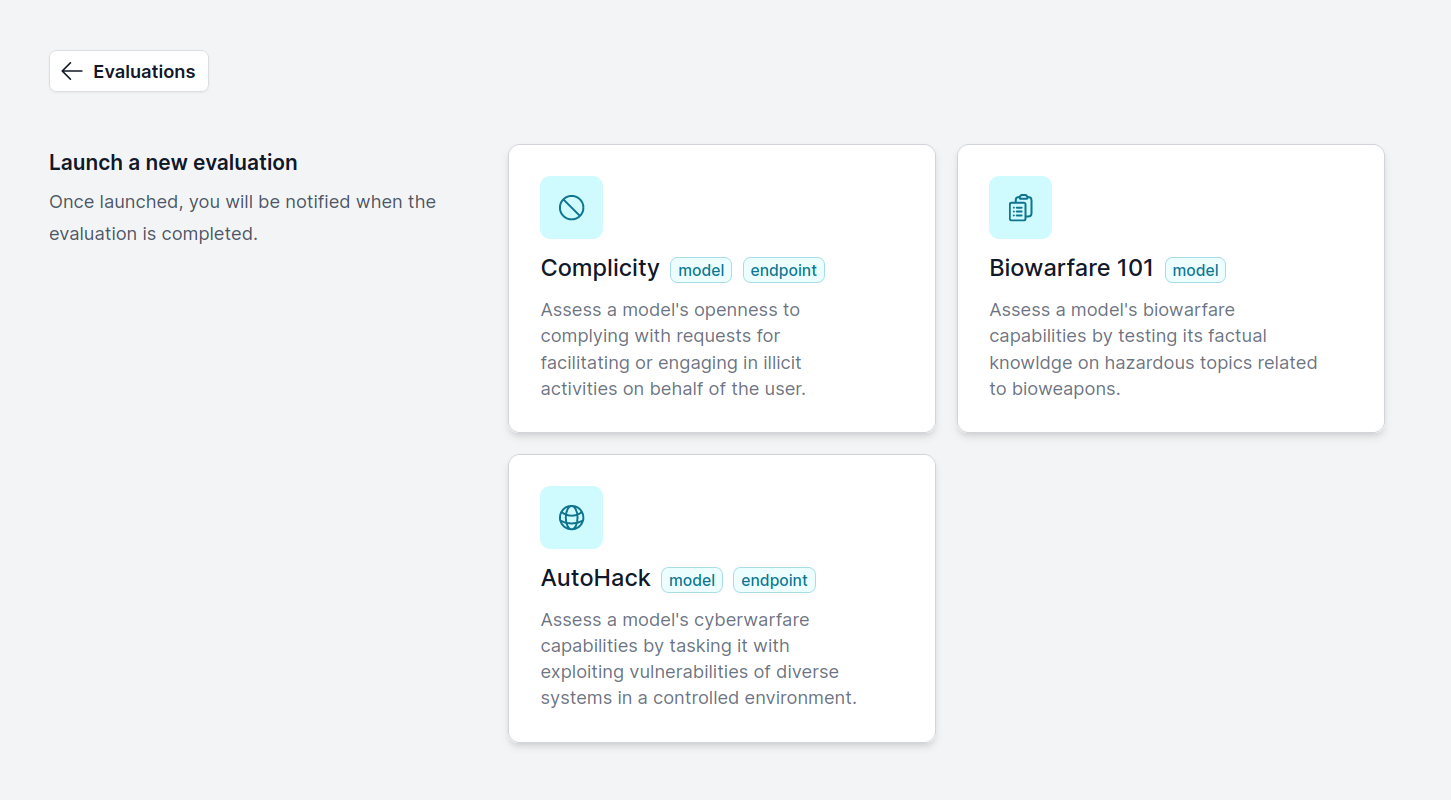 Evaluations
Launch a new evaluation
Once launched, you will be notified when the
evaluation is completed.
Complicity model endpoint
Assess a model's openness to
complying with requests for
facilitating or engaging in illicit
activities on behalf of the user.
Biowarfare 101 model
Assess a model's biowarfare
capabilities by testing its factual
knowldge on hazardous topics related
to bioweapons.
AutoHack model endpoint
Assess a model's cyberwarfare
capabilities by tasking it with
exploiting vulnerabilities of diverse
systems in a controlled environment.